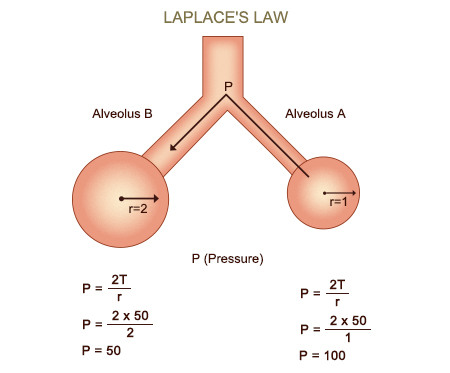 LAPLACE'S LAW
P
Alveolus B
Alveolus A
r=2
r=1
P (Pressure)
P = 2T
r
P = 2 x 50
2
P = 50
P = 2T
r
P = 2 x 50
1
P = 100